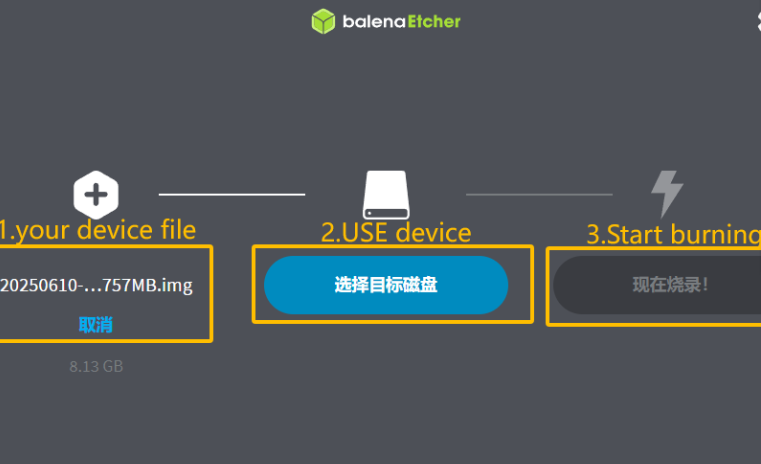 balenaEtcher
1.your device file
2.USE device
3.Start burning
20250610-...757MB.img
选择目标磁盘
现在烧录!
取消
8.13 GB